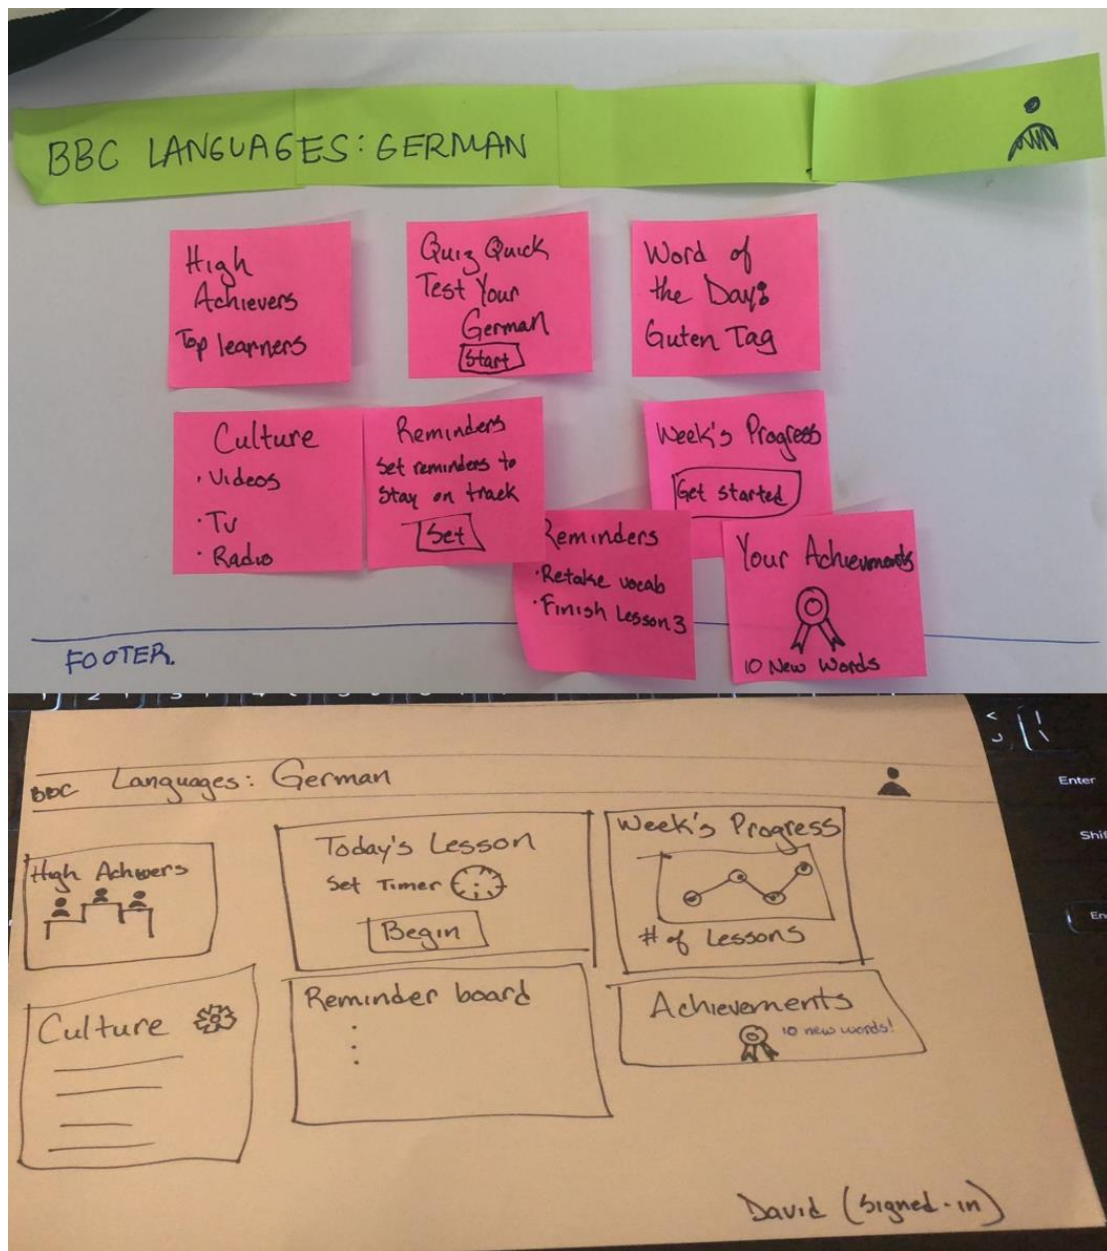 BBC LANGUAGES: GERMAN
High
Achievers
Top learners
Quiz Quick
Test Your
German
Start
Word of
the Day:
Guten Tag
Culture
· Videos
· TV
· Radio
Reminders
Set reminders to
Stay on track
Set
Week's Progress
Get started
Reminders
· Retake vocab
· Finish Lesson 3
Your Achievements
10 New Words
FOOTER.
BBC Languages: German
High Achivers
Today's Lesson
Set Timer
Begin
Week's Progress
# of Lessons
Culture
Reminder board
Achievements
10 new words!
David (signed-in)
Enter
Shif
En